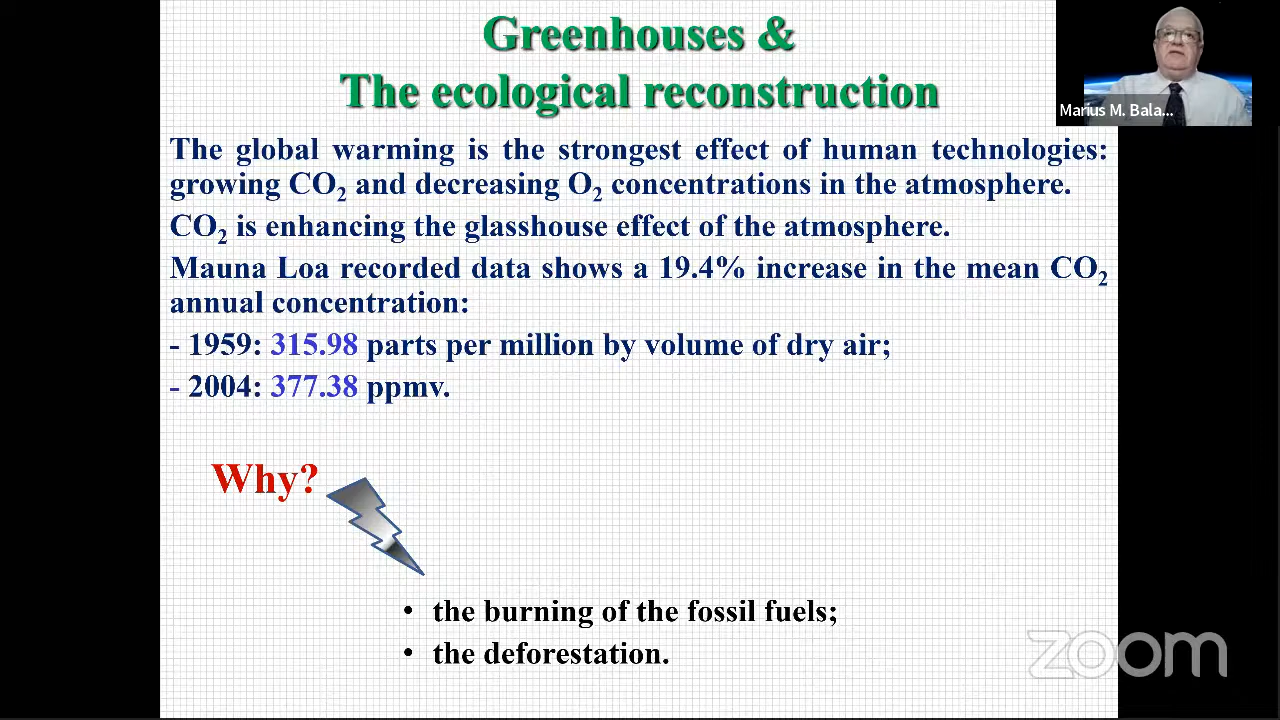 Greenhouses &
The ecological reconstruction
Marius M. Bala...
The global warming is the strongest effect of human technologies:
growing CO₂ and decreasing O₂ concentrations in the atmosphere.
CO₂ is enhancing the glasshouse effect of the atmosphere.
Mauna Loa recorded data shows a 19.4% increase in the mean CO₂
annual concentration:
- 1959: 315.98 parts per million by volume of dry air;
- 2004: 377.38 ppmv.
Why?
• the burning of the fossil fuels;
• the deforestation.
zoom